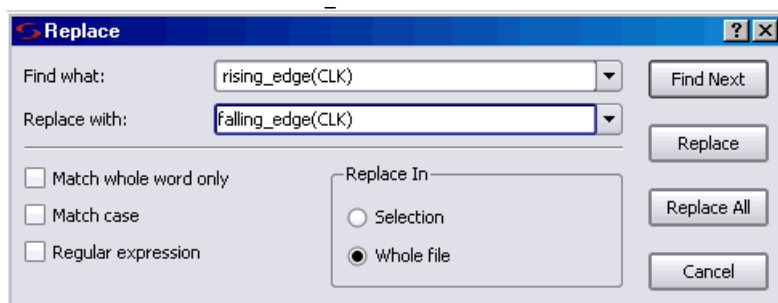 Replace
Find what: rising_edge(CLK) Find Next
Replace with: falling_edge(CLK)
Replace
Match whole word only
Replace In
Match case
Selection
Replace All
Regular expression
Whole file
Cancel